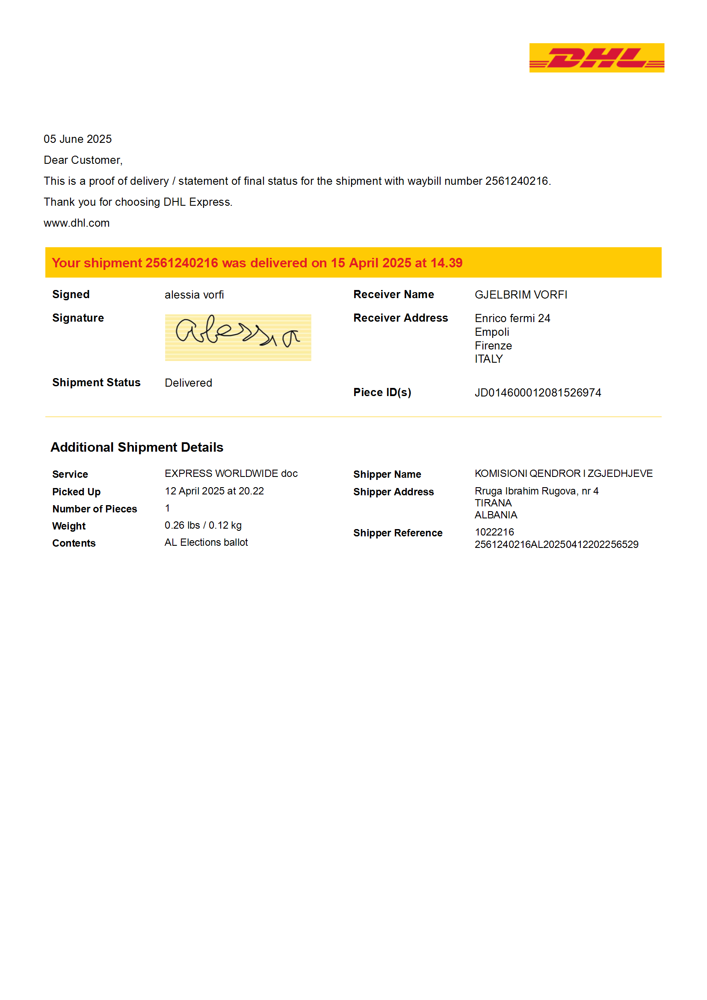 DHL
05 June 2025
Dear Customer,
This is a proof of delivery / statement of final status for the shipment with waybill number 2561240216.
Thank you for choosing DHL Express.
www.dhl.com
Your shipment 2561240216 was delivered on 15 April 2025 at 14.39
Signed alessia vorfi
Signature alessia
Shipment Status Delivered
Receiver Name GJELBRIM VORFI
Receiver Address Enrico fermi 24
Empoli
Firenze
ITALY
Piece ID(s) JD014600012081526974
Additional Shipment Details
Service EXPRESS WORLDWIDE doc
Picked Up 12 April 2025 at 20.22
Number of Pieces 1
Weight 0.26 lbs / 0.12 kg
Contents AL Elections ballot
Shipper Name KOMISIONI QENDROR I ZGJEDHJEVE
Shipper Address Rruga Ibrahim Rugova, nr 4
TIRANA
ALBANIA
Shipper Reference 1022216
2561240216AL20250412202256529